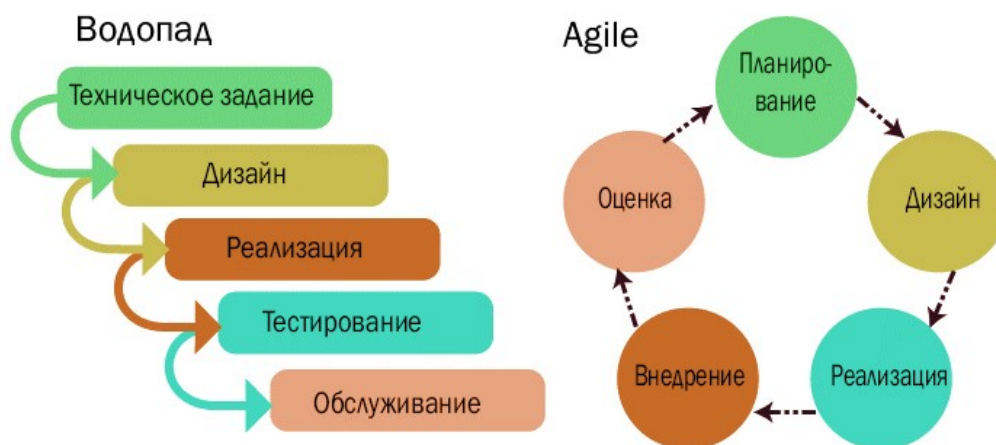 Водопад
Техническое задание
Дизайн
Реализация
Тестирование
Обслуживание
Agile
Планиро-
вание
Дизайн
Реализация
Внедрение
Оценка